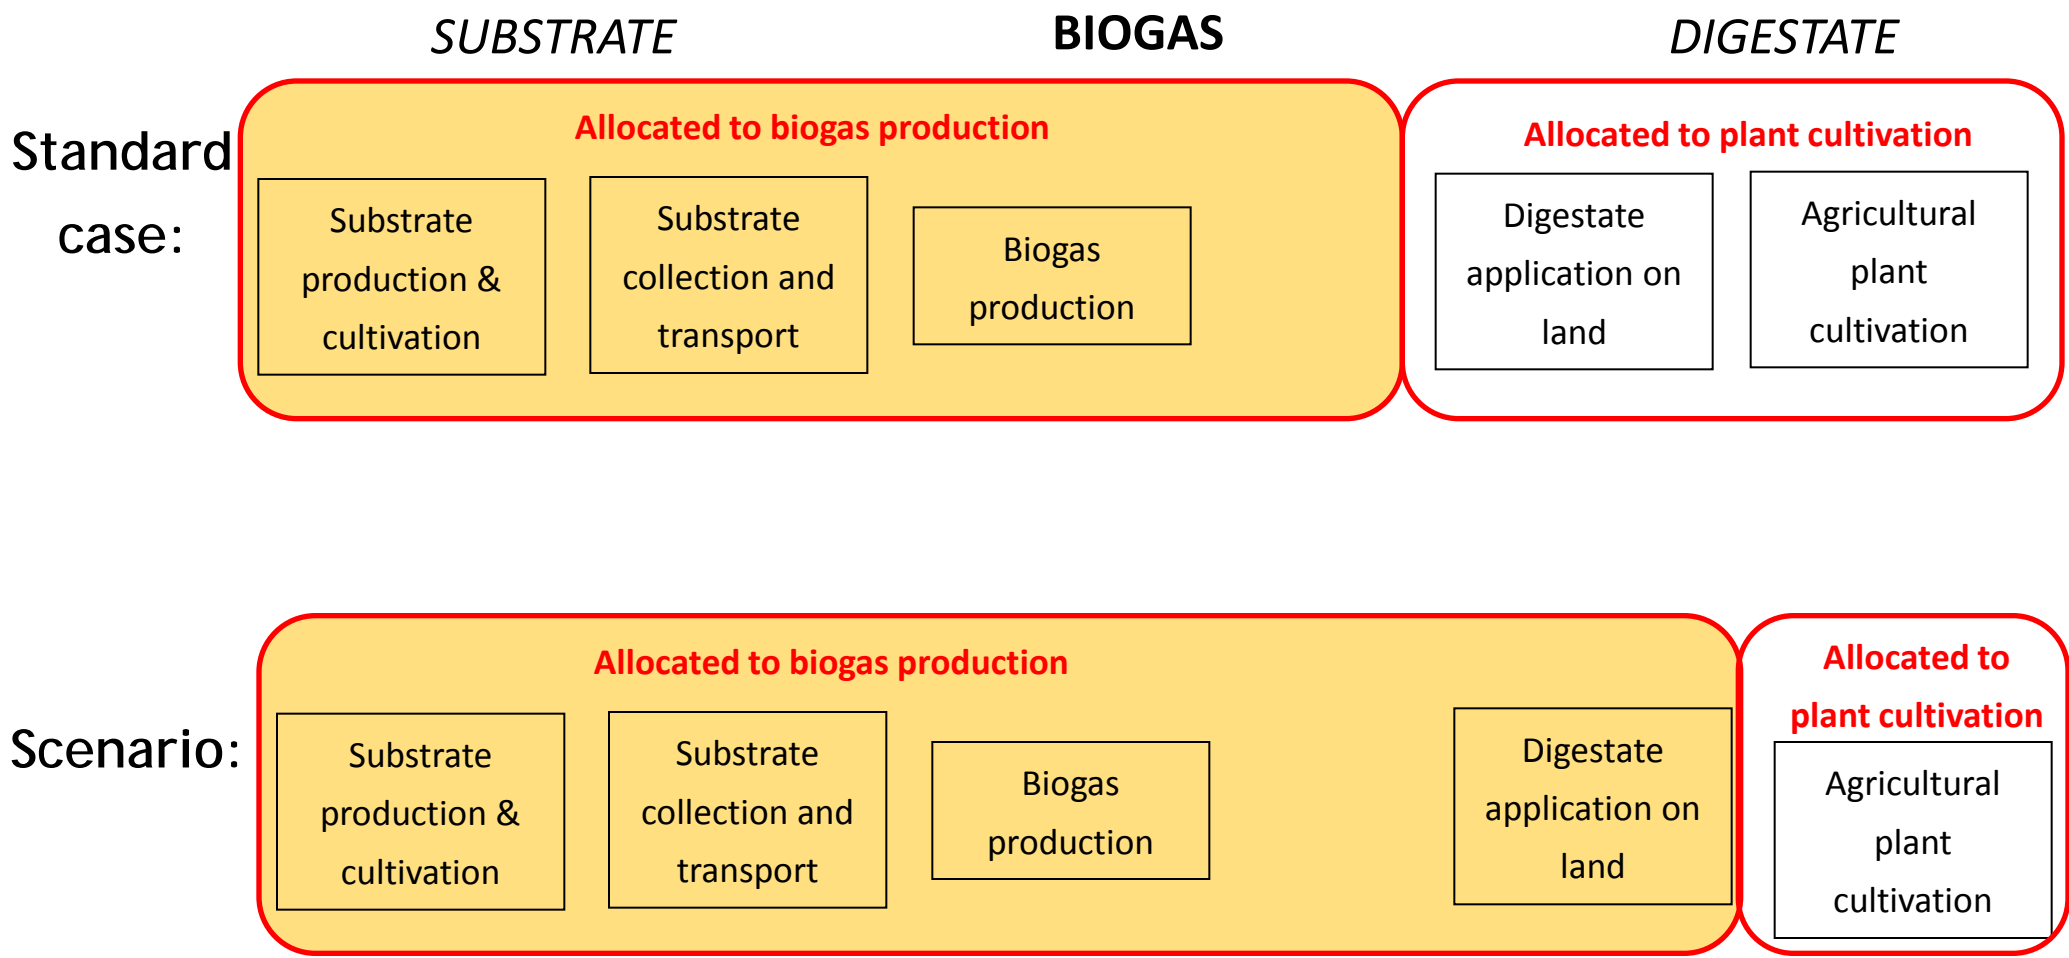 SUBSTRATE
BIOGAS
DIGESTATE
Standard
case:
Allocated to biogas production
Substrate
production &
cultivation
Substrate
collection and
transport
Biogas
production
Allocated to plant cultivation
Digestate
application on
land
Agricultural
plant
cultivation
Scenario:
Allocated to biogas production
Substrate
production &
cultivation
Substrate
collection and
transport
Biogas
production
Digestate
application on
land
Allocated to
plant cultivation
Agricultural
plant
cultivation